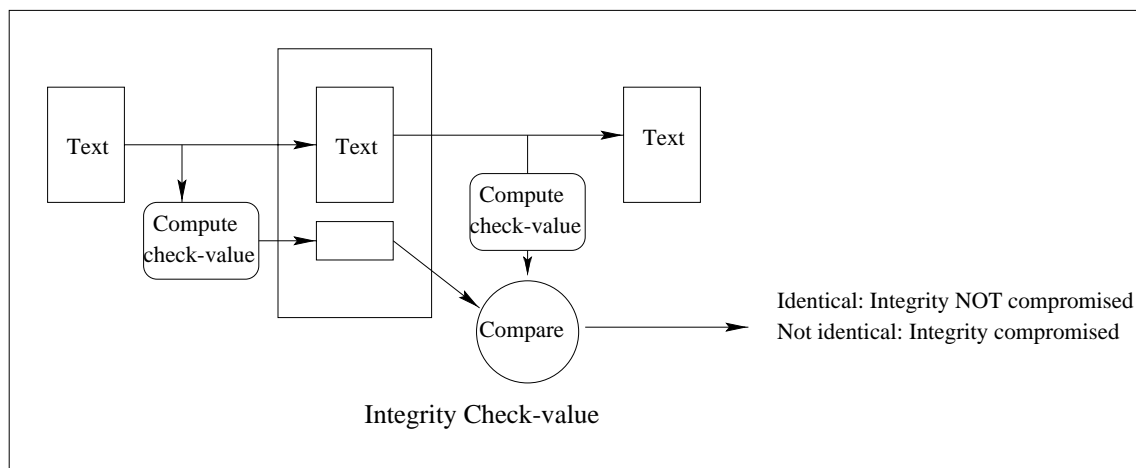 Text
Text
Text
Compute
check-value
Compute
check-value
Compare
Identical: Integrity NOT compromised
Not identical: Integrity compromised
Integrity Check-value